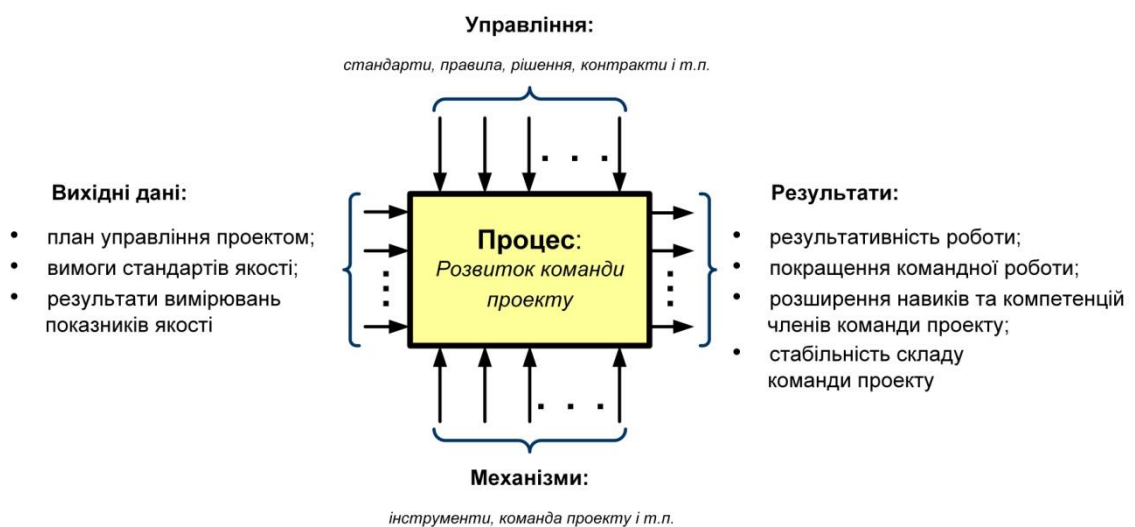 Управління:
стандарти, правила, рішення, контракти і т.п.
Вихідні дані:
• план управління проектом;
• вимоги стандартів якості;
• результати вимірювань
показників якості
Процес:
Розвиток команди
проекту
Результати:
• результативність роботи;
• покращення командної роботи;
• розширення навиків та компетенцій
членів команди проекту;
• стабільність складу
команди проекту
Механізми:
інструменти, команда проекту і т.п.